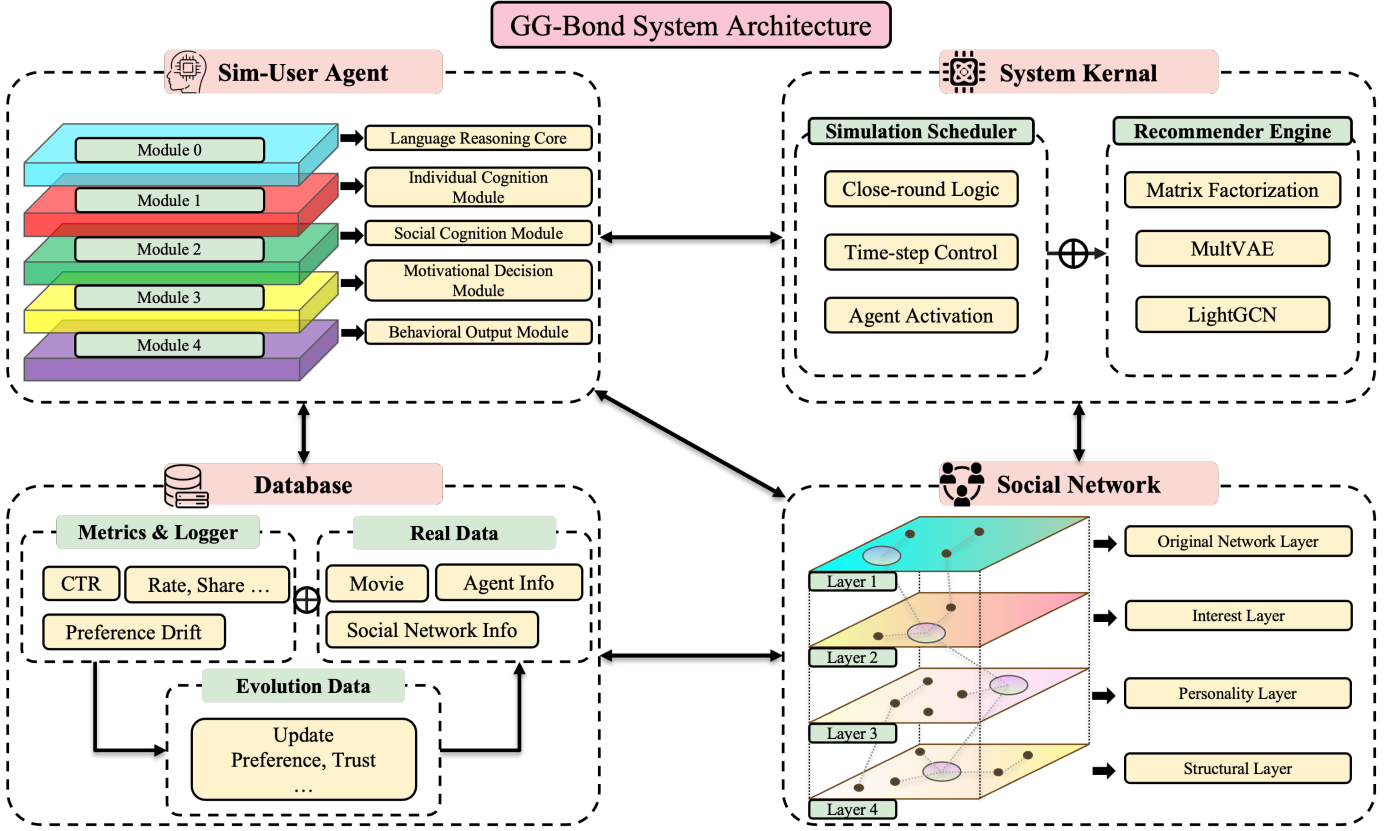 GG-Bond System Architecture
Sim-User Agent
Module 0
Language Reasoning Core
Module 1
Individual Cognition
Module
Module 2
Social Cognition Module
Module 3
Motivational Decision
Module
Module 4
Behavioral Output Module
System Kernal
Simulation Scheduler
Close-round Logic
Time-step Control
Agent Activation
Recommender Engine
Matrix Factorization
MultVAE
LightGCN
Database
Metrics & Logger
CTR
Rate, Share ...
Preference Drift
Real Data
Movie
Agent Info
Social Network Info
Evolution Data
Update
Preference, Trust
...
Social Network
Layer 1
Original Network Layer
Layer 2
Interest Layer
Layer 3
Personality Layer
Layer 4
Structural Layer